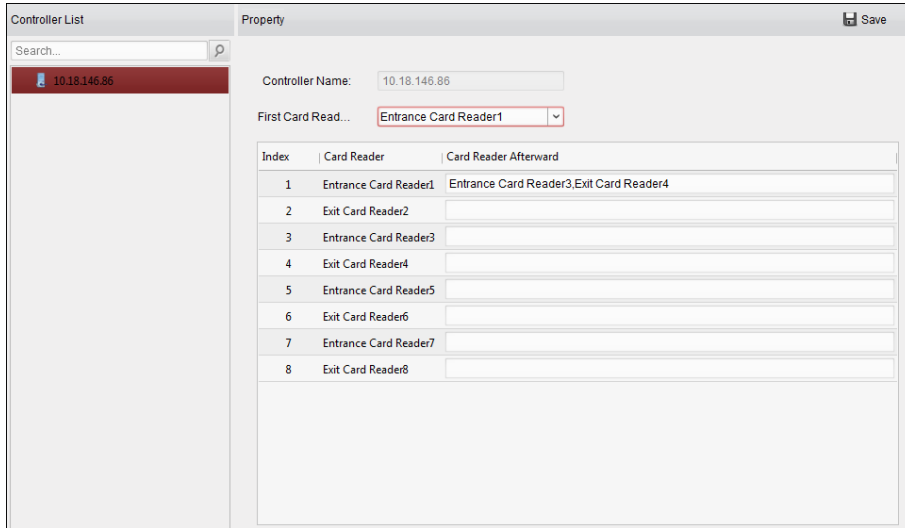 Controller List
Property
Save
Search...
10.18.146.86
Controller Name:
10.18.146.86
First Card Read...
Entrance Card Reader1
Index
Card Reader
Card Reader Afterward
1 Entrance Card Reader1 Entrance Card Reader3,Exit Card Reader4
2 Exit Card Reader2
3 Entrance Card Reader3
4 Exit Card Reader4
5 Entrance Card Reader5
6 Exit Card Reader6
7 Entrance Card Reader7
8 Exit Card Reader8